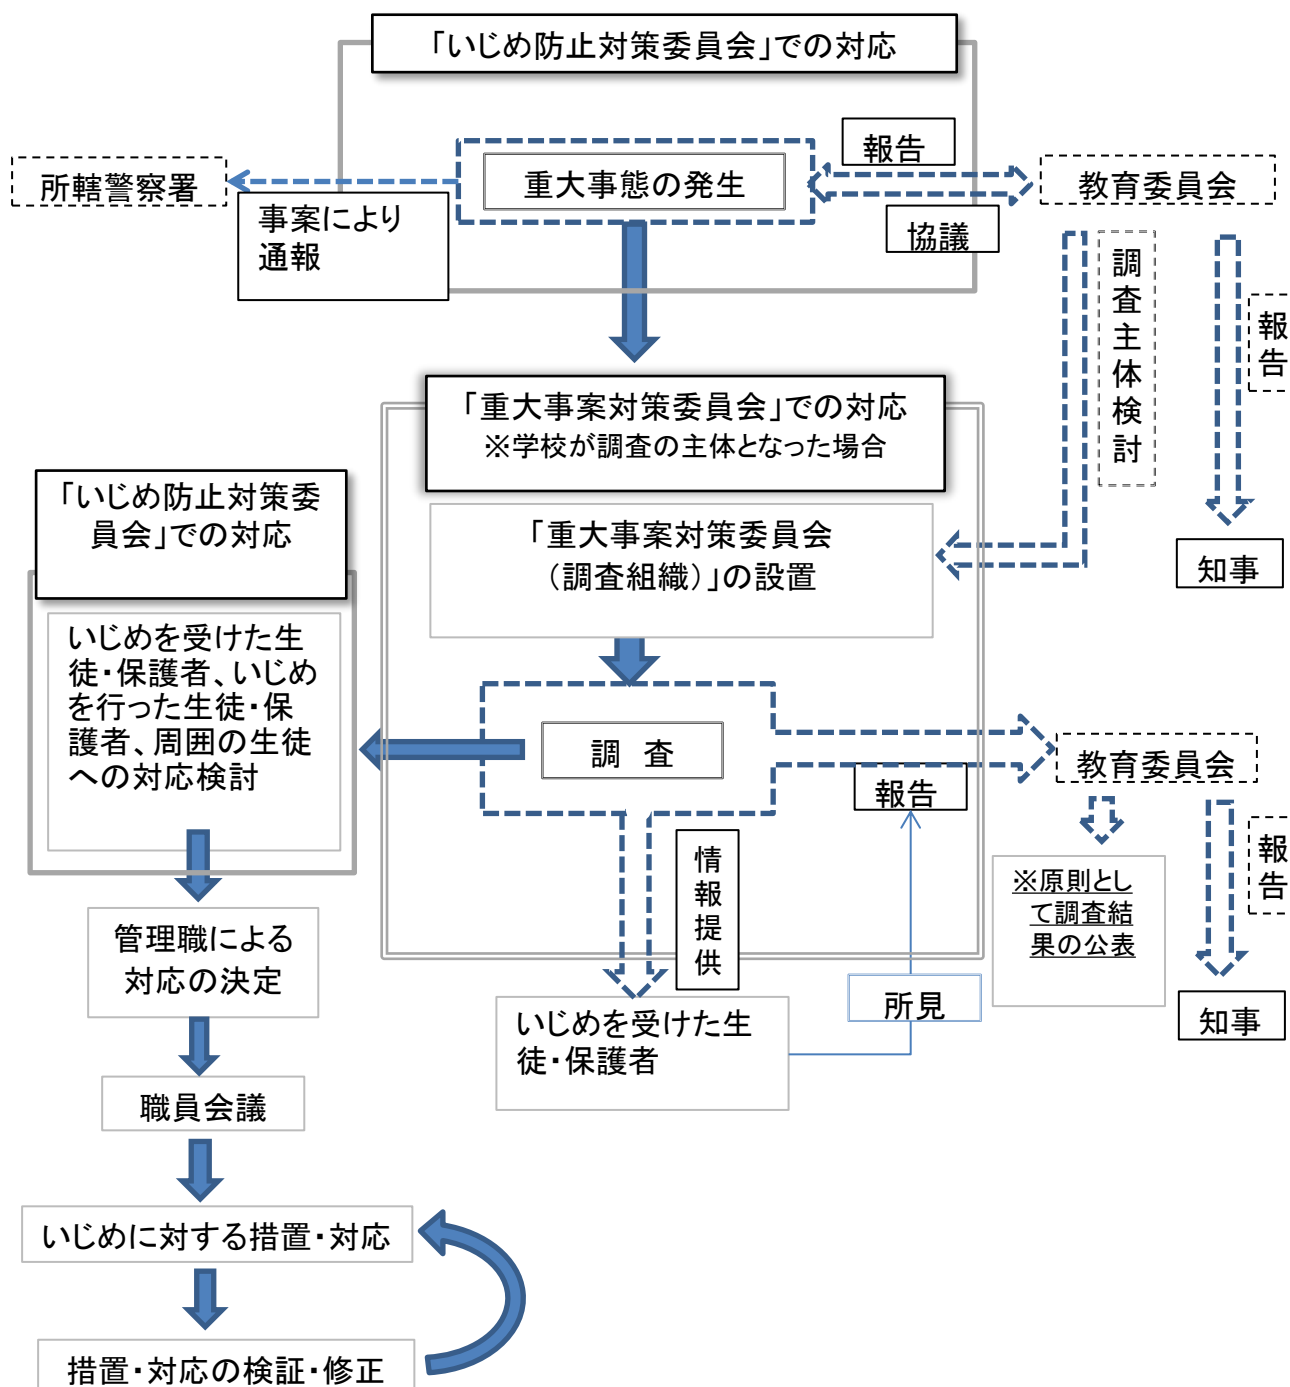 「いじめ防止対策委員会」での対応
報告
所轄警察署
重大事態の発生
教育委員会
事案により
通報
協議
調査主体検討
報告
「重大事案対策委員会」での対応
※学校が調査の主体となった場合
「いじめ防止対策委
員会」での対応
「重大事案対策委員会
（調査組織）」の設置
知事
いじめを受けた生
徒・保護者、いじめ
を行った生徒・保
護者、周囲の生徒
への対応検討
調　査
教育委員会
報告
情報提供
報告
※原則とし
て調査結
果の公表
管理職による
対応の決定
所見
いじめを受けた生
徒・保護者
知事
職員会議
いじめに対する措置・対応
措置・対応の検証・修正